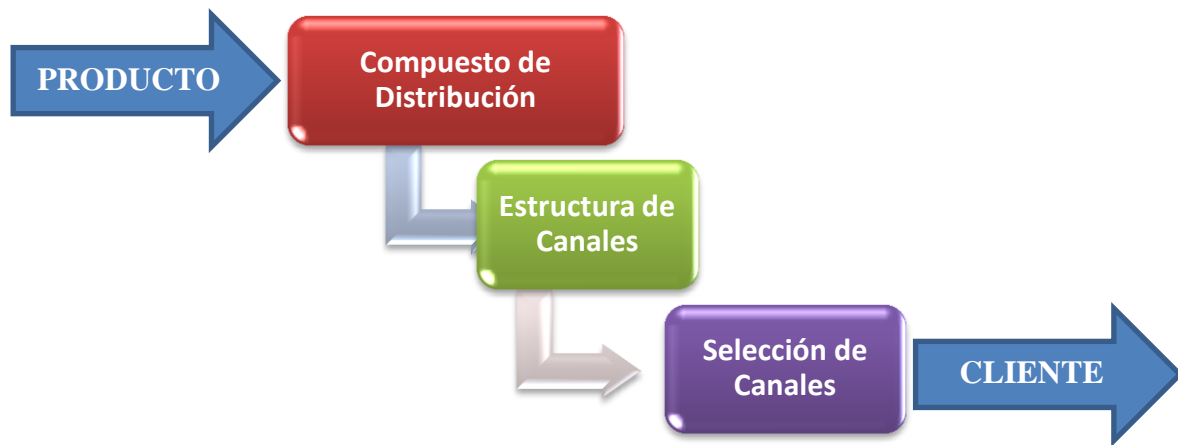 PRODUCTO
Compuesto de
Distribución
Estructura de
Canales
Selección de
Canales
CLIENTE